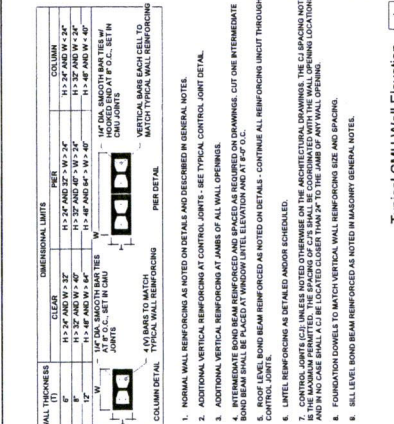 DIMENSIONAL LIMITS
ALL THICKNESS
(T)
CLEAR
PIER
COLUMN
6"
H > 24" AND W > 32"
H > 24" AND 32" > W > 24"
H > 24" AND W < 24"
8"
H > 32" AND W > 40"
H > 32" AND 40" > W > 24"
H > 32" AND W < 24"
12"
H > 48" AND W > 64"
H > 48" AND 64" > W > 40"
H > 48" AND W < 40"
W
1/4" DIA. SMOOTH BAR TIES
AT 8" O.C., SET IN CMU
JOINTS
4 (V) BARS TO MATCH
TYPICAL WALL REINFORCING
COLUMN DETAIL
W
1/4" DIA. SMOOTH BAR TIES w/
HOOKED END AT 8" O.C., SET IN
CMU JOINTS
VERTICAL BARS EACH CELL TO
MATCH TYPICAL WALL REINFORCING
PIER DETAIL
1. NORMAL WALL REINFORCING AS NOTED ON DETAILS AND DESCRIBED IN GENERAL NOTES.
2. ADDITIONAL VERTICAL REINFORCING AT CONTROL JOINTS - SEE TYPICAL CONTROL JOINT DETAIL.
3. ADDITIONAL VERTICAL REINFORCING AT JAMBS OF ALL WALL OPENINGS.
4. INTERMEDIATE BOND BEAM REINFORCED AND SPACED AS REQUIRED ON DRAWINGS, CUT ONE INTERMEDIATE
BOND BEAM SHALL BE PLACED AT WINDOW LINTEL ELEVATION AND AT 8'-0" O.C.
5. ROOF LEVEL BOND BEAM REINFORCED AS NOTED ON DETAILS - CONTINUE ALL REINFORCING UNCUT THROUGH
CONTROL JOINTS.
6. LINTEL REINFORCING AS DETAILED AND/OR SCHEDULED.
7. CONTROL JOINTS (CJ): UNLESS NOTED OTHERWISE ON THE ARCHITECTURAL DRAWINGS, THE CJ SPACING NOT
IS THE MAXIMUM PERMITTED. THE SPACING OF CJ'S SHALL BE COORDINATED WITH THE WALL OPENING LOCATION
AND IN NO CASE SHALL A CJ BE LOCATED CLOSER THAN 24" TO THE JAMB OF ANY WALL OPENING.
8. FOUNDATION DOWELS TO MATCH VERTICAL WALL REINFORCING SIZE AND SPACING.
9. SILL LEVEL BOND BEAM REINFORCED AS NOTED IN MASONRY GENERAL NOTES.
CMU Wall Elevation